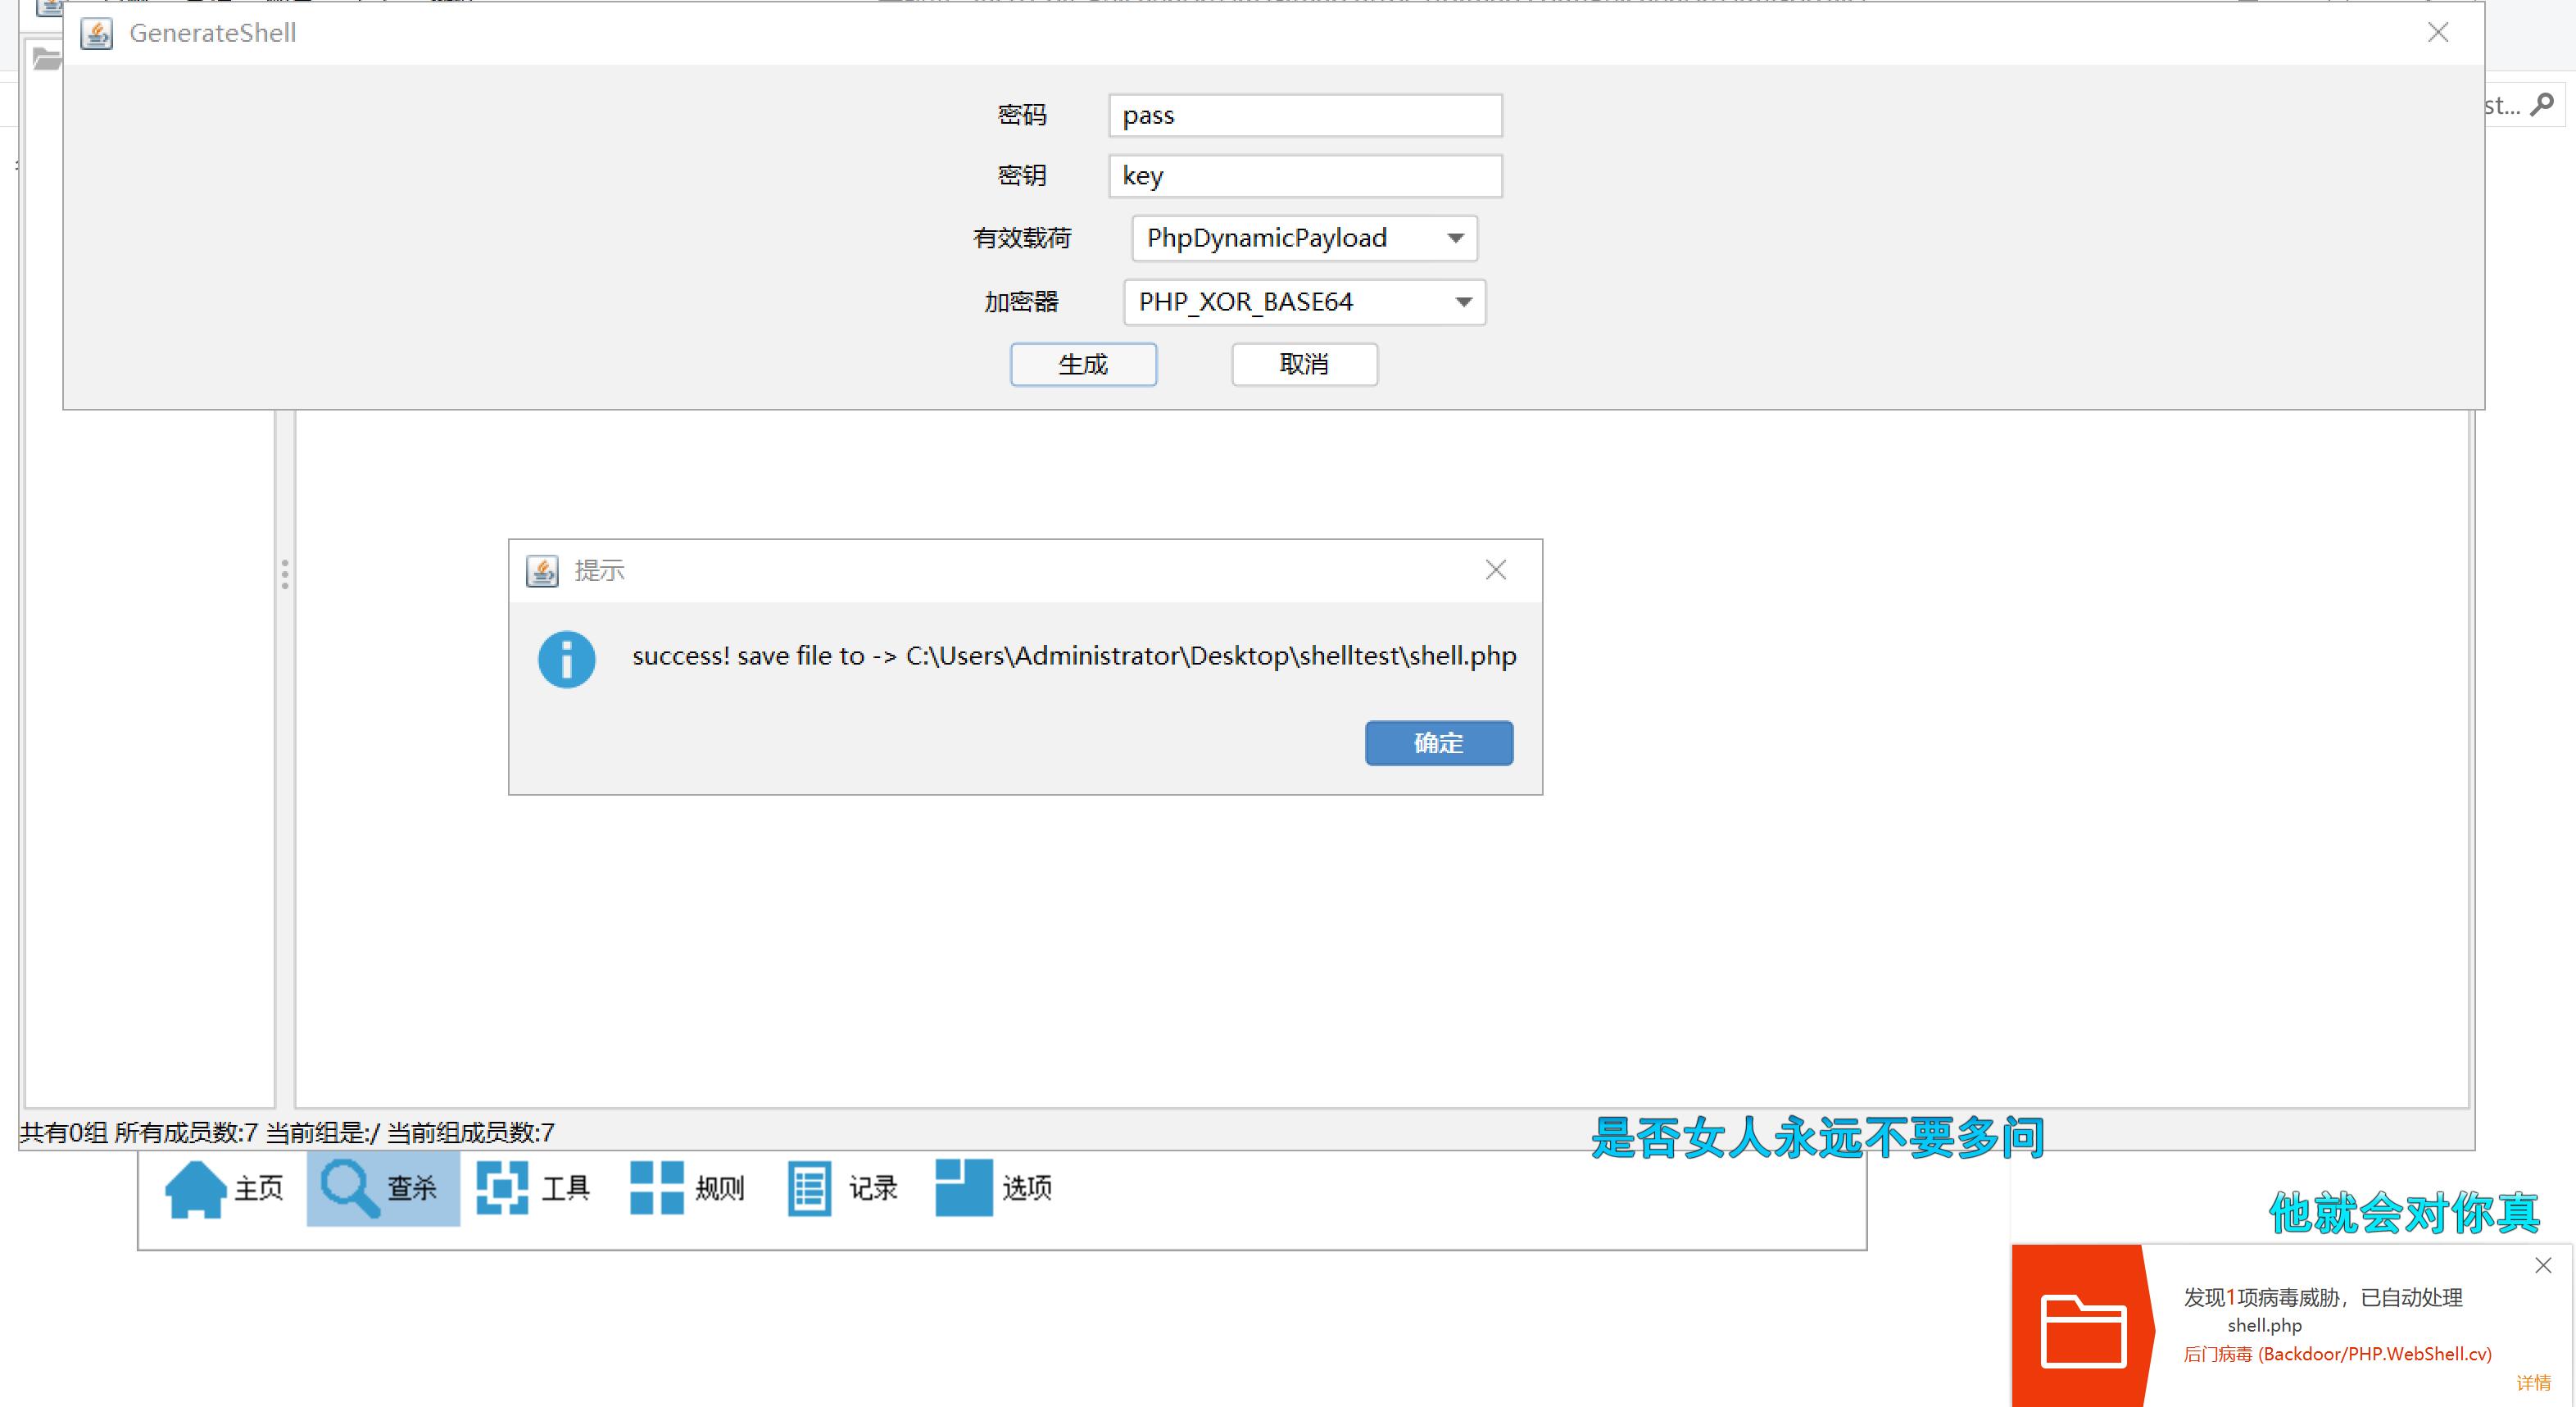 GenerateShell
st...
密码
pass
密钥
key
有效载荷
PhpDynamicPayload
加密器
PHP_XOR_BASE64
生成
取消
提示
success! save file to -> C:\Users\Administrator\Desktop\shelltest\shell.php
确定
共有0组 所有成员数:7 当前组是:/ 当前组成员数:7
是否女人永远不要多问
主页
查杀
工具
规则
记录
选项
他就会对你真
发现1项病毒威胁，已自动处理
shell.php
后门病毒 (Backdoor/PHP.WebShell.cv)
详情